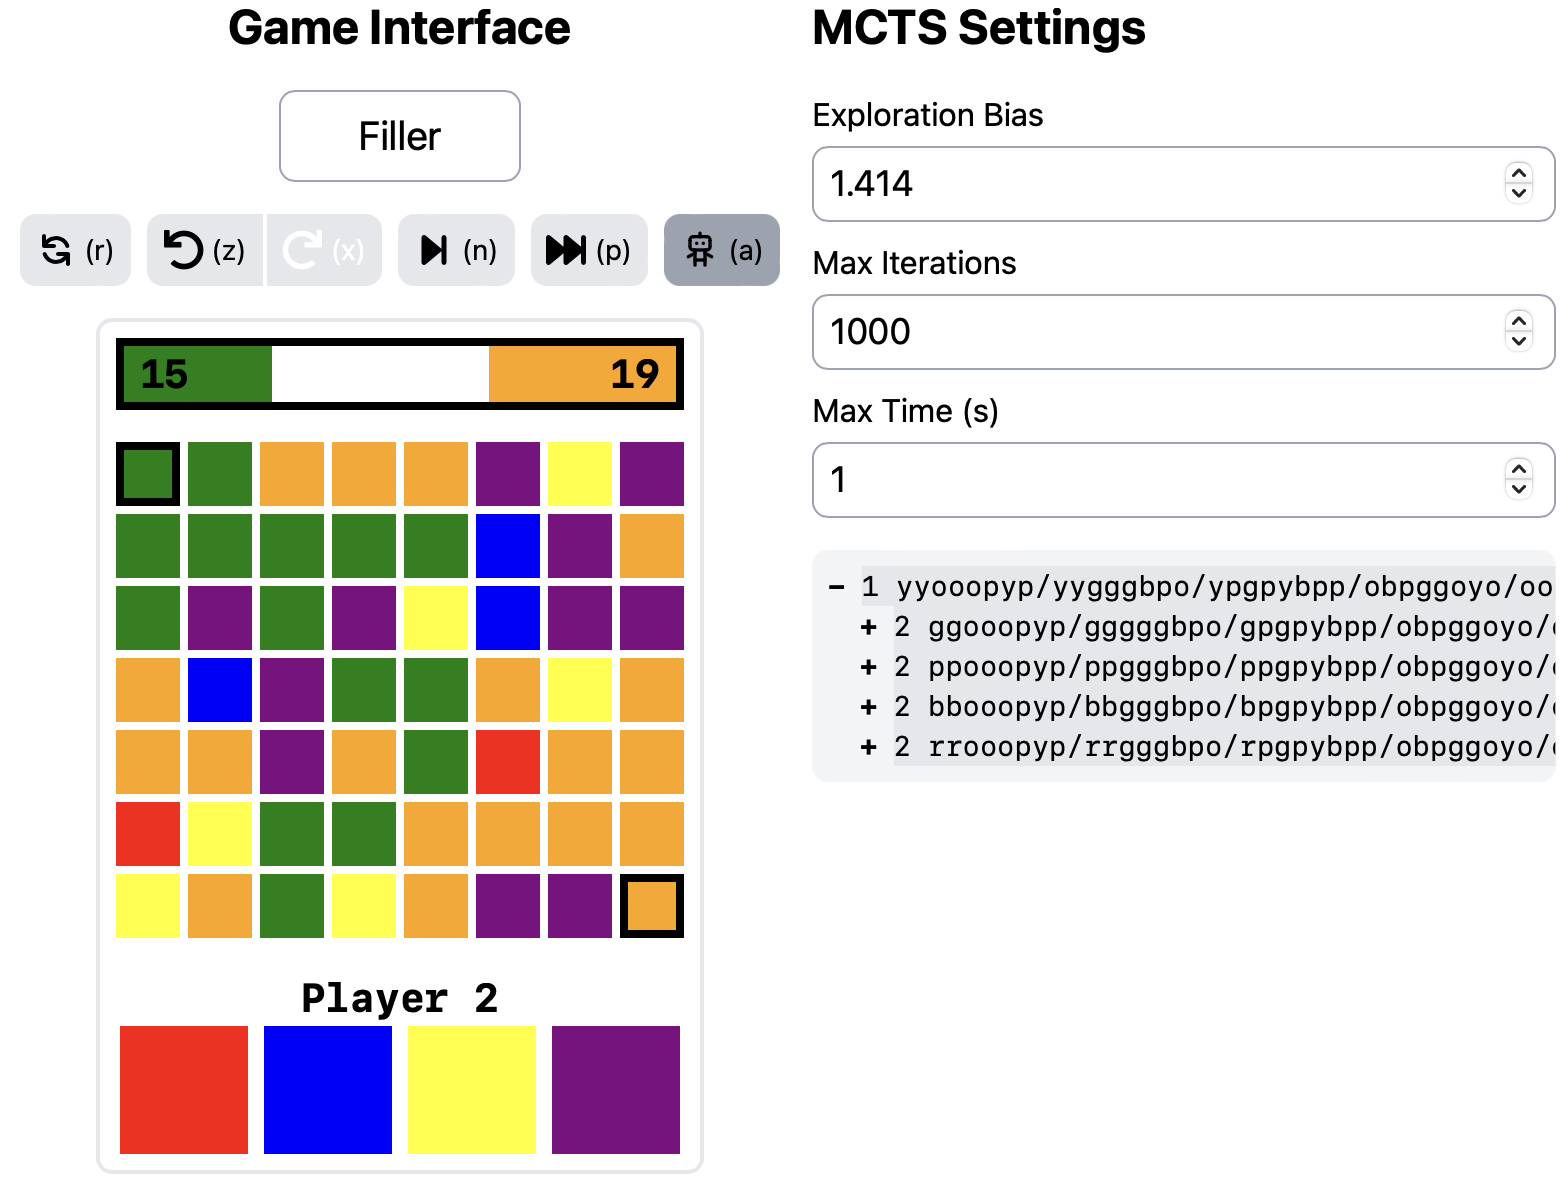 Game Interface
Filler
(r)
(z)
(x)
(n)
(p)
(a)
15
19
Player 2
MCTS Settings
Exploration Bias
1.414
Max Iterations
1000
Max Time (s)
1
− 1 yyooopyp/yygggbpo/ypgpybpp/obpggoyo/oo
+ 2 ggooopyp/gggggbpo/gpgpybpp/obpggoyo/
+ 2 ppooopyp/ppgggbpo/ppgpybpp/obpggoyo/
+ 2 bbooopyp/bbgggbpo/bpgpybpp/obpggoyo/
+ 2 rrooopyp/rrgggbpo/rpgpybpp/obpggoyo/